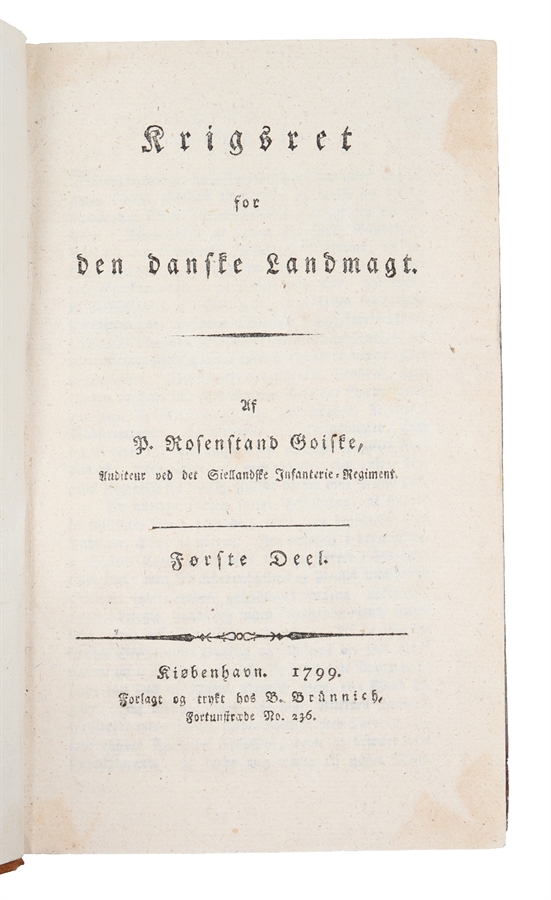 Krigsret
for
den danske Landmagt.
Af
P. Rosenstand Goiske,
Auditeur ved det Siellandske Infanterie-Regiment.
Første Deel.
Kiøbenhavn. 1799.
Forlagt og trykt hos B. Brünnich,
Fortunstræde No. 236.